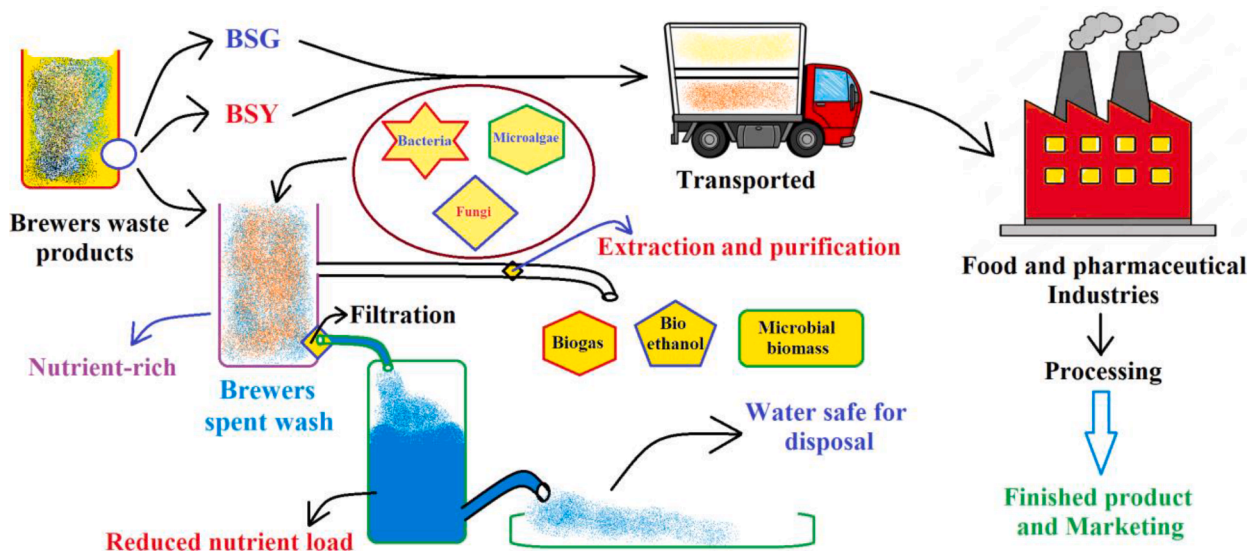 BSG
BSY
Brewers waste
products
Bacteria
Microalgae
Fungi
Transported
Extraction and purification
Food and pharmaceutical
Industries
Filtration
Nutrient-rich
Brewers
spent wash
Biogas
Bio
ethanol
Microbial
biomass
Processing
Water safe for
disposal
Finished product
and Marketing
Reduced nutrient load